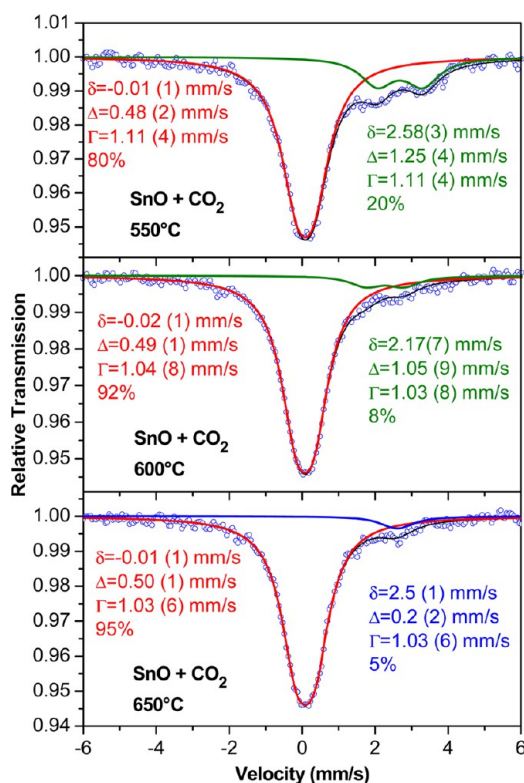 1.00
0.99
0.98
0.97
0.96
0.95
δ=-0.01 (1) mm/s
Δ=0.48 (2) mm/s
Γ=1.11 (4) mm/s
80%
δ=2.58(3) mm/s
Δ=1.25 (4) mm/s
Γ=1.11 (4) mm/s
20%
SnO + CO₂
550ºC
1.00
0.99
0.98
0.97
0.96
0.95
δ=-0.02 (1) mm/s
Δ=0.49 (1) mm/s
Γ=1.04 (8) mm/s
92%
δ=2.17(7) mm/s
Δ=1.05 (9) mm/s
Γ=1.03 (8) mm/s
8%
SnO + CO₂
600ºC
Relative Transmission
1.00
0.99
0.98
0.97
0.96
0.95
0.94
δ=-0.01 (1) mm/s
Δ=0.50 (1) mm/s
Γ=1.03 (6) mm/s
95%
δ=2.5 (1) mm/s
Δ=0.2 (2) mm/s
Γ=1.03 (6) mm/s
5%
SnO + CO₂
650ºC
-6 -4 -2 0 2 4 6
Velocity (mm/s)